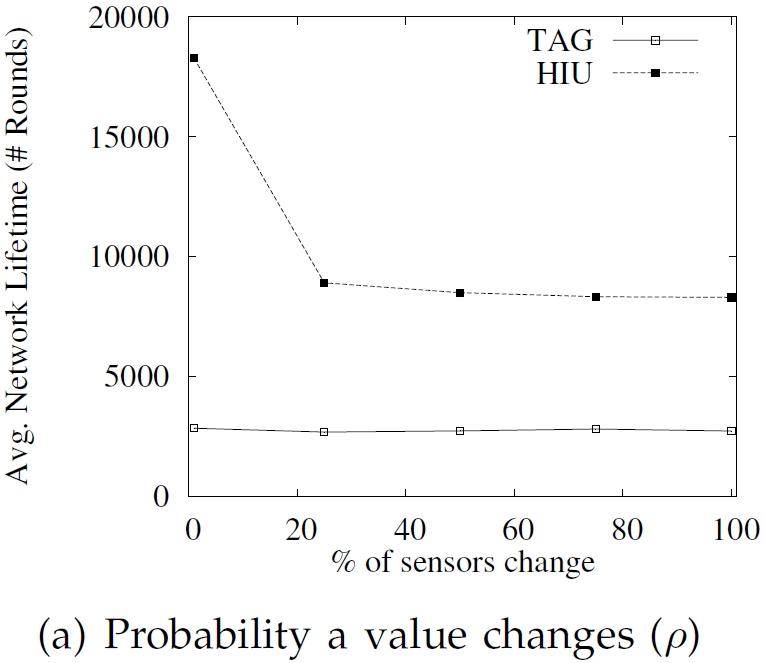 Avg. Network Lifetime (# Rounds)
20000
15000
10000
5000
0
TAG
HIU
0 20 40 60 80 100
% of sensors change
(a) Probability a value changes (ρ)